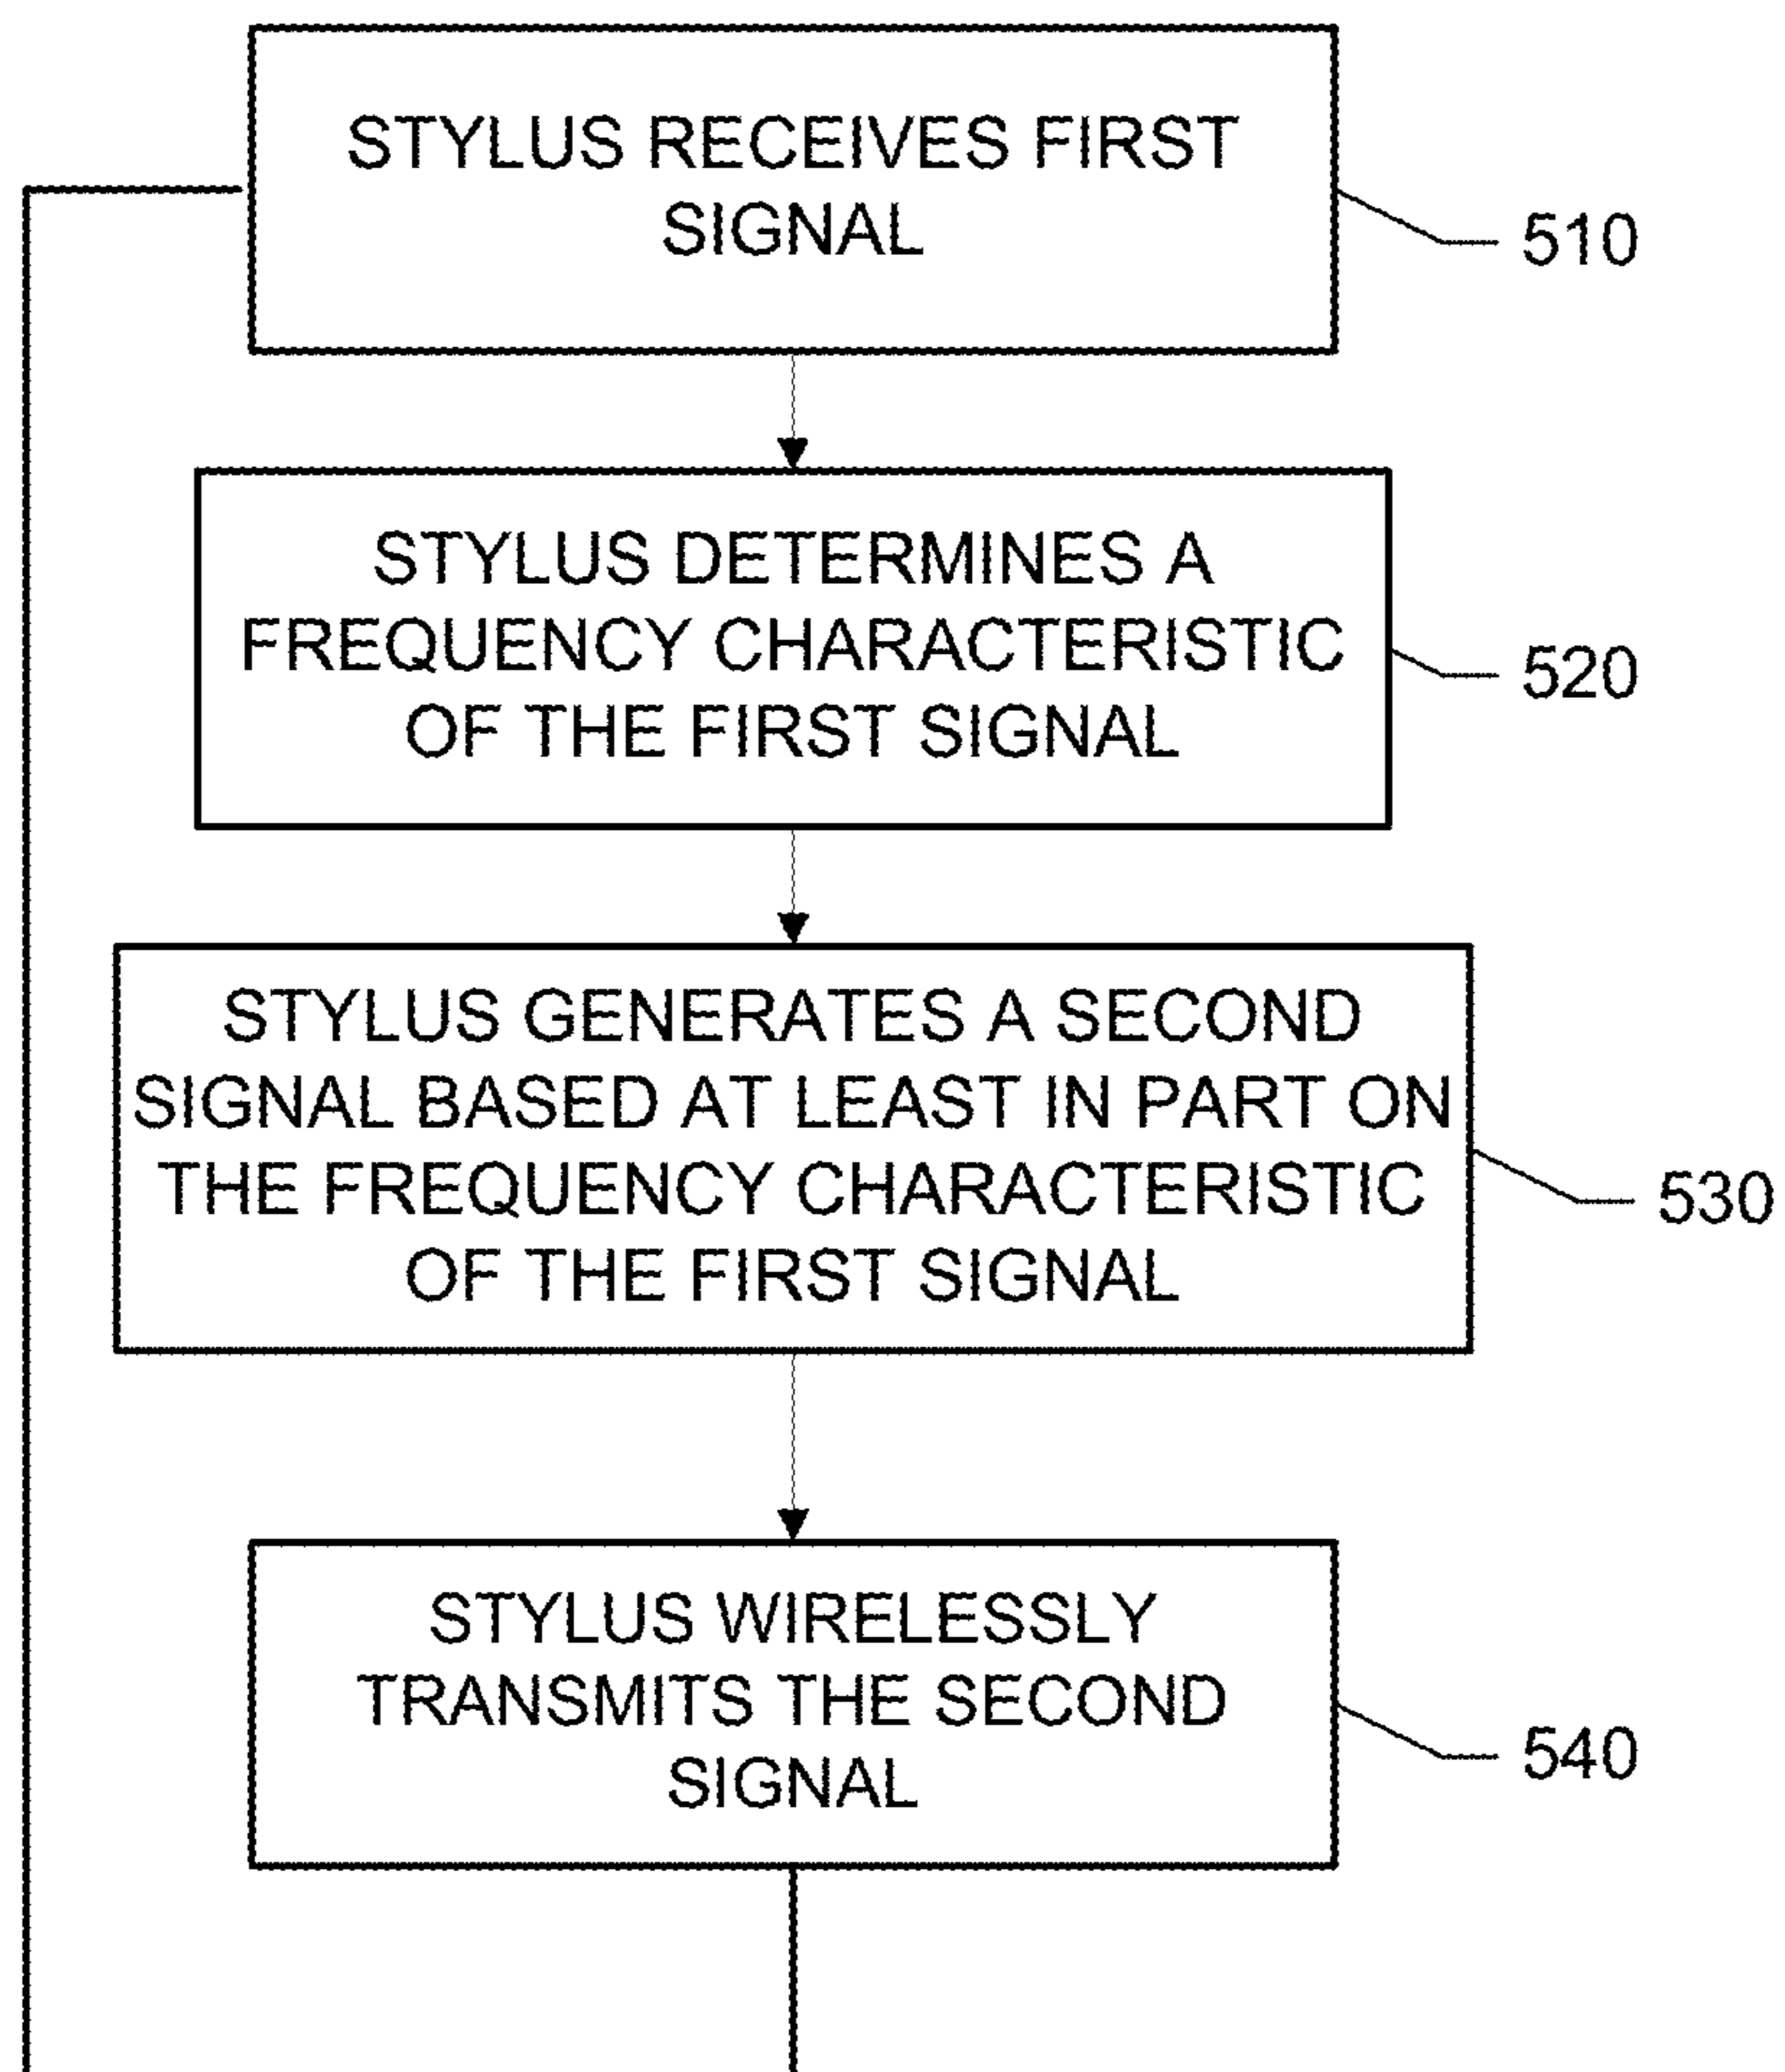 STYLUS RECEIVES FIRST
SIGNAL
510
STYLUS DETERMINES A
FREQUENCY CHARACTERISTIC
OF THE FIRST SIGNAL
520
STYLUS GENERATES A SECOND
SIGNAL BASED AT LEAST IN PART ON
THE FREQUENCY CHARACTERISTIC
OF THE FIRST SIGNAL
530
STYLUS WIRELESSLY
TRANSMITS THE SECOND
SIGNAL
540